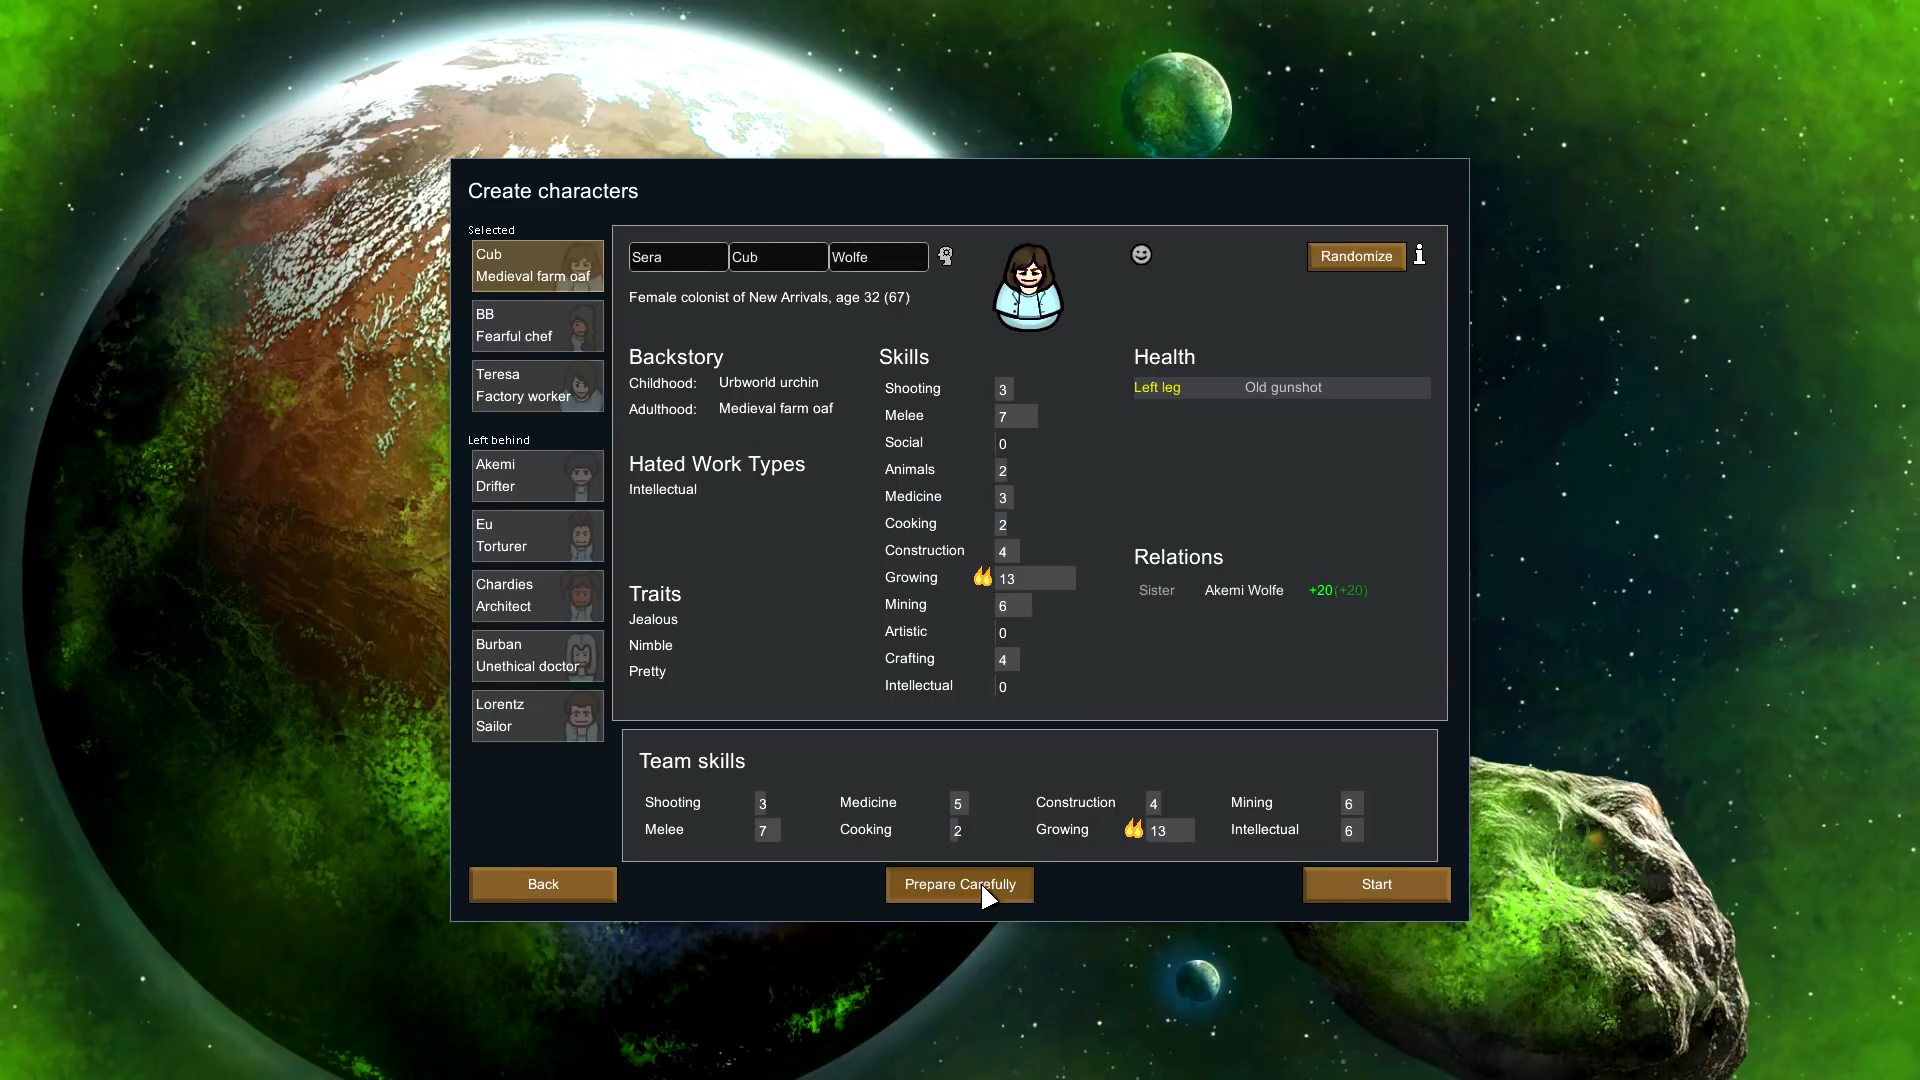 Create characters
Selected
Cub
Medieval farm oaf
BB
Fearful chef
Teresa
Factory worker
Left behind
Akemi
Drifter
Eu
Torturer
Chardies
Architect
Burban
Unethical doctor
Lorentz
Sailor
Sera Cub Wolfe
Randomize
Female colonist of New Arrivals, age 32 (67)
Backstory
Childhood: Urbworld urchin
Adulthood: Medieval farm oaf
Hated Work Types
Intellectual
Traits
Jealous
Nimble
Pretty
Skills
Shooting 3
Melee 7
Social 0
Animals 2
Medicine 3
Cooking 2
Construction 4
Growing 13
Mining 6
Artistic 0
Crafting 4
Intellectual 0
Health
Left leg Old gunshot
Relations
Sister Akemi Wolfe +20(+20)
Team skills
Shooting 3 Medicine 5 Construction 4 Mining 6
Melee 7 Cooking 2 Growing 13 Intellectual 6
Back Prepare Carefully Start